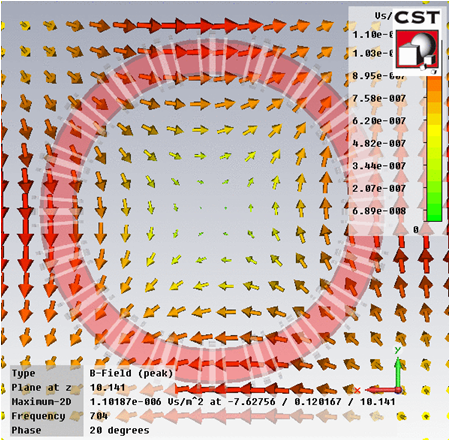 Vs/
CST
1.10e-
1.03e-
8.95e-007
7.58e-007
6.20e-007
4.82e-007
3.44e-007
2.07e-007
6.89e-008
0
Type B-Field (peak)
Plane at z 10.141
Maximum-2D 1.10187e-006 Vs/m^2 at -7.62756 / 0.120167 / 10.141
Frequency 704
Phase 20 degrees
y
x